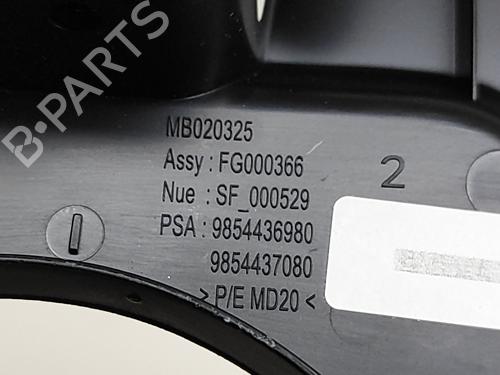 B-PARTS
MB020325
Assy : FG000366
Nue : SF_000529
PSA : 9854436980
9854437080
> P/E MD20 <
2